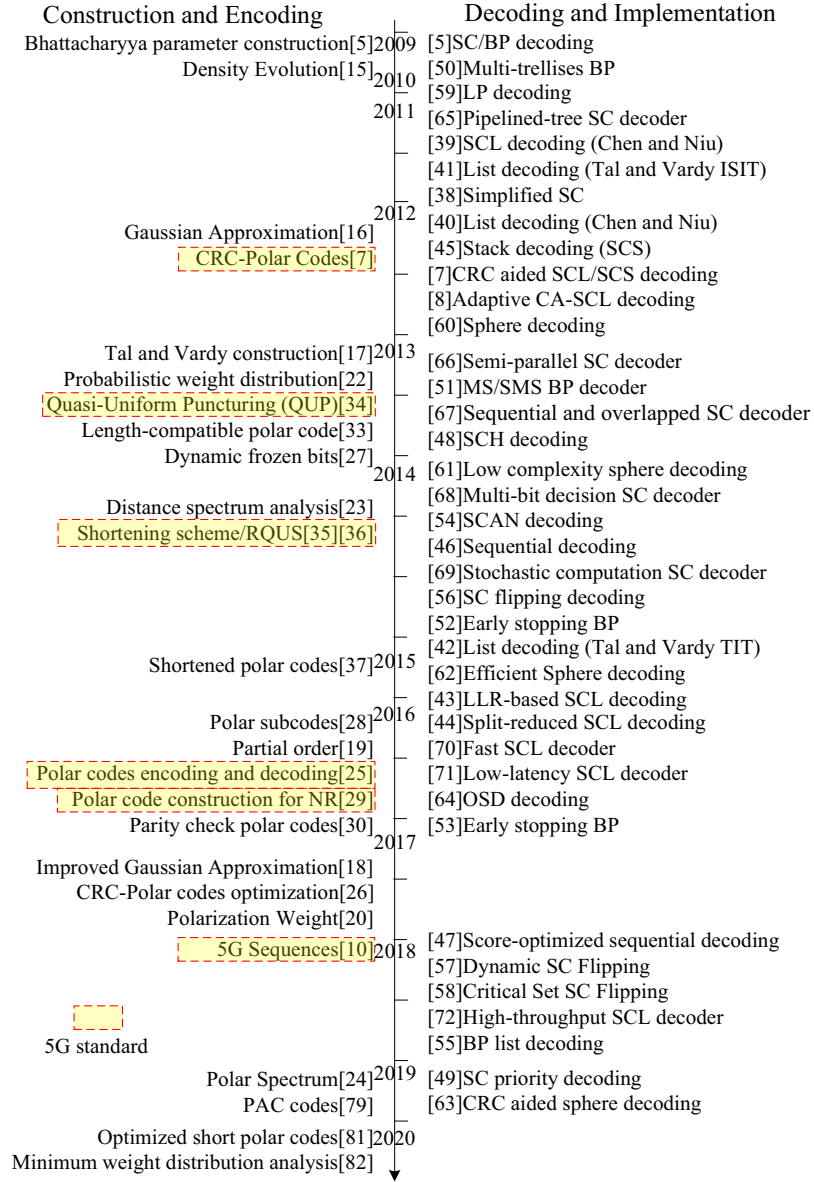 Construction and Encoding
Decoding and Implementation
Bhattacharyya parameter construction[5]
2009
[5]SC/BP decoding
Density Evolution[15]
[50]Multi-trellises BP
2010
[59]LP decoding
2011
[65]Pipelined-tree SC decoder
[39]SCL decoding (Chen and Niu)
[41]List decoding (Tal and Vardy ISIT)
[38]Simplified SC
2012
[40]List decoding (Chen and Niu)
Gaussian Approximation[16]
[45]Stack decoding (SCS)
CRC-Polar Codes[7]
[7]CRC aided SCL/SCS decoding
[8]Adaptive CA-SCL decoding
[60]Sphere decoding
Tal and Vardy construction[17]
2013
[66]Semi-parallel SC decoder
Probabilistic weight distribution[22]
[51]MS/SMS BP decoder
Quasi-Uniform Puncturing (QUP)[34]
[67]Sequential and overlapped SC decoder
Length-compatible polar code[33]
[48]SCH decoding
Dynamic frozen bits[27]
2014
[61]Low complexity sphere decoding
[68]Multi-bit decision SC decoder
Distance spectrum analysis[23]
[54]SCAN decoding
Shortening scheme/RQUS[35][36]
[46]Sequential decoding
[69]Stochastic computation SC decoder
[56]SC flipping decoding
[52]Early stopping BP
[42]List decoding (Tal and Vardy TIT)
Shortened polar codes[37]
2015
[62]Efficient Sphere decoding
[43]LLR-based SCL decoding
2016
Polar subcodes[28]
[44]Split-reduced SCL decoding
Partial order[19]
[70]Fast SCL decoder
Polar codes encoding and decoding[25]
[71]Low-latency SCL decoder
Polar code construction for NR[29]
[64]OSD decoding
Parity check polar codes[30]
[53]Early stopping BP
2017
Improved Gaussian Approximation[18]
CRC-Polar codes optimization[26]
Polarization Weight[20]
5G Sequences[10]
2018
[47]Score-optimized sequential decoding
[57]Dynamic SC Flipping
[58]Critical Set SC Flipping
[72]High-throughput SCL decoder
5G standard
[55]BP list decoding
2019
Polar Spectrum[24]
[49]SC priority decoding
PAC codes[79]
[63]CRC aided sphere decoding
Optimized short polar codes[81]
2020
Minimum weight distribution analysis[82]